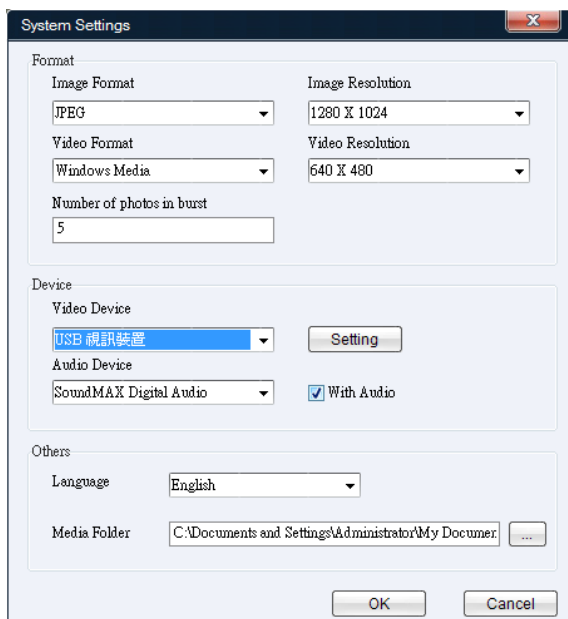 System Settings
Format
Image Format
Image Resolution
JPEG
1280 X 1024
Video Format
Video Resolution
Windows Media
640 X 480
Number of photos in burst
5
Device
Video Device
USB 視訊裝置
Setting
Audio Device
SoundMAX Digital Audio
With Audio
Others
Language
English
Media Folder
C:\Documents and Settings\Administrator\My Documen
...
OK
Cancel